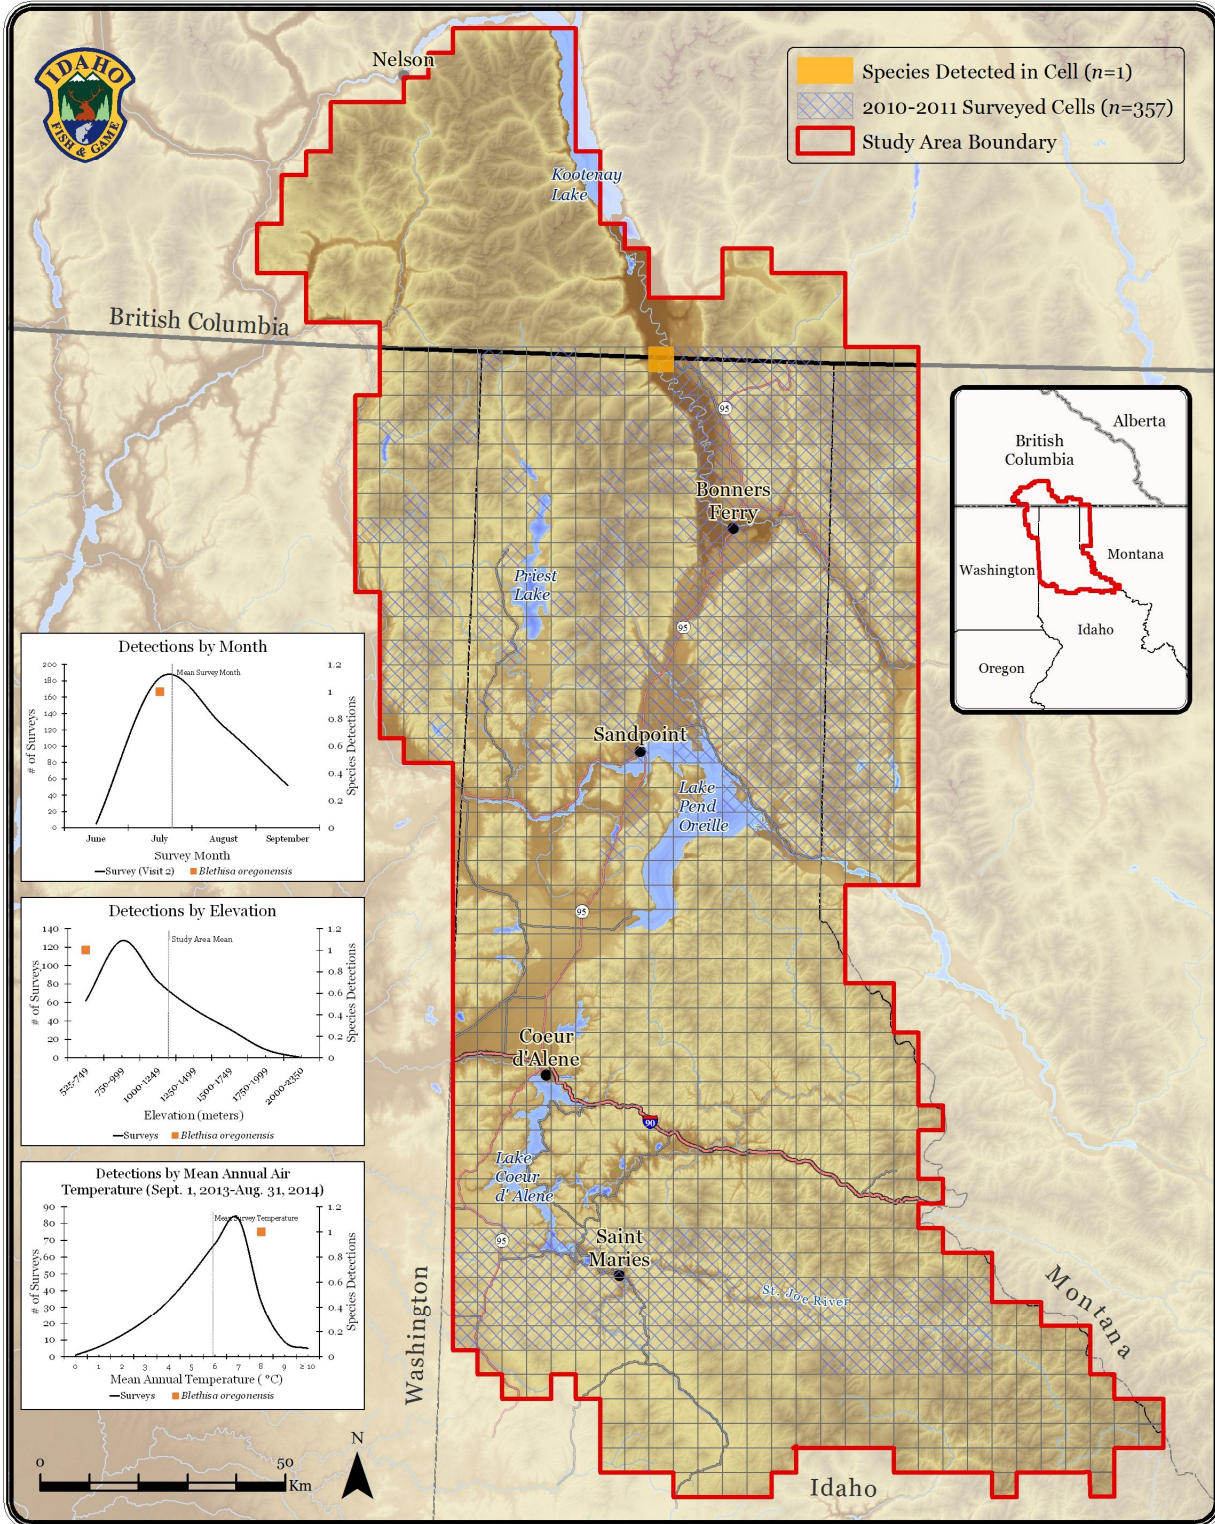 IDAHO
FISH & GAME
Nelson
Species Detected in Cell (n=1)
2010-2011 Surveyed Cells (n=357)
Study Area Boundary
Kootenay
Lake
British Columbia
95
Bonners
Ferry
Priest
Lake
95
Sandpoint
Lake
Pend
Oreille
95
Coeur
d'Alene
90
Lake
Coeur
d' Alene
95
Saint
Maries
St. Joe River
Washington
Montana
Idaho
Alberta
British
Columbia
Washington
Montana
Idaho
Oregon
Detections by Month
200
180
160
140
120
100
80
60
40
20
0
# of Surveys
Mean Survey Month
1.2
1
0.8
0.6
0.4
0.2
0
Species Detections
June July August September
Survey Month
Survey (Visit 2) Blethisa oregonensis
Detections by Elevation
140
120
100
80
60
40
20
0
# of Surveys
Study Area Mean
1.2
1
0.8
0.6
0.4
0.2
0
Species Detections
525-749 750-999 1000-1249 1250-1499 1500-1749 1750-1999 2000-2350
Elevation (meters)
Surveys Blethisa oregonensis
Detections by Mean Annual Air
Temperature (Sept. 1, 2013-Aug. 31, 2014)
90
80
70
60
50
40
30
20
10
0
# of Surveys
Mean Survey Temperature
1.2
1
0.8
0.6
0.4
0.2
0
Species Detections
0 1 2 3 4 5 6 7 8 9 ≥ 10
Mean Annual Temperature ( °C)
Surveys Blethisa oregonensis
0 50
Km
N